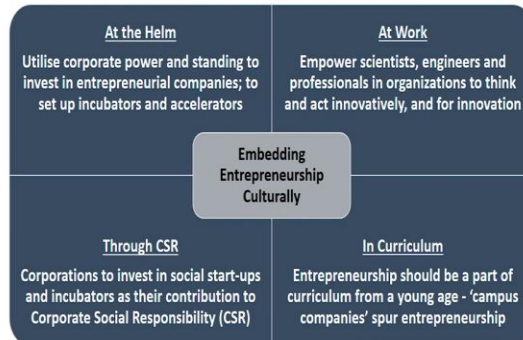 At the Helm
Utilise corporate power and standing to
invest in entrepreneurial companies; to
set up incubators and accelerators
At Work
Empower scientists, engineers and
professionals in organizations to think
and act innovatively, and for innovation
Embedding
Entrepreneurship
Culturally
Through CSR
Corporations to invest in social start-ups
and incubators as their contribution to
Corporate Social Responsibility (CSR)
In Curriculum
Entrepreneurship should be a part of
curriculum from a young age - ‘campus
companies’ spur entrepreneurship